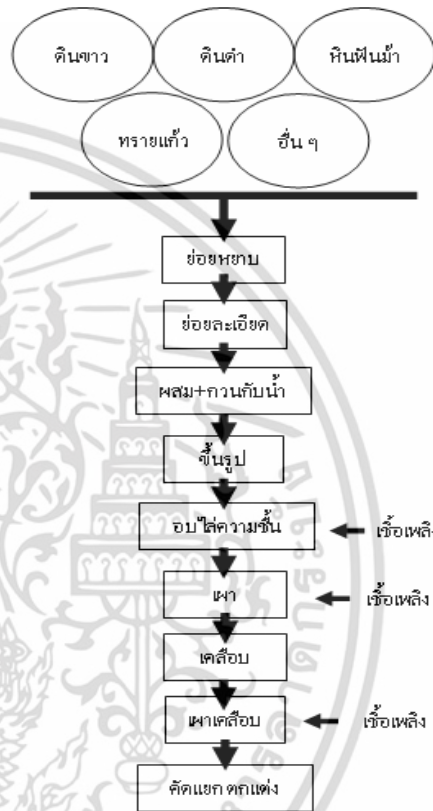 ดินขาว ดินดำ หินฟันม้า
ทรายแก้ว อื่น ๆ
ย่อยหยาบ
ย่อยละเอียด
ผสม+กวนกับน้ำ
ขึ้นรูป
อบไล่ความชื้น เชื้อเพลิง
เผา เชื้อเพลิง
เคลือบ
เผาเคลือบ เชื้อเพลิง
คัดแยก ตกแต่ง